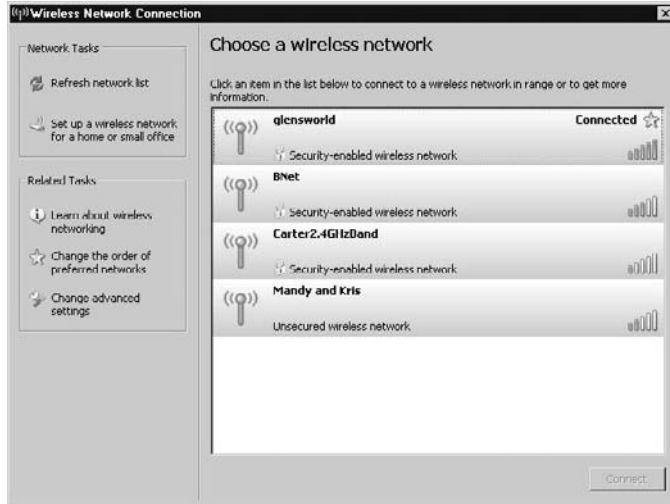 Wireless Network Connection
Network Tasks
Refresh network list
Set up a wireless network
for a home or small office
Related Tasks
Learn about wireless
networking
Change the order of
preferred networks
Change advanced
settings
Choose a wireless network
Click an item in the list below to connect to a wireless network in range or to get more
information.
glensworld Connected
Security-enabled wireless network
BNet
Security-enabled wireless network
Carter2.4GHzBand
Security-enabled wireless network
Mandy and Kris
Unsecured wireless network
Connect